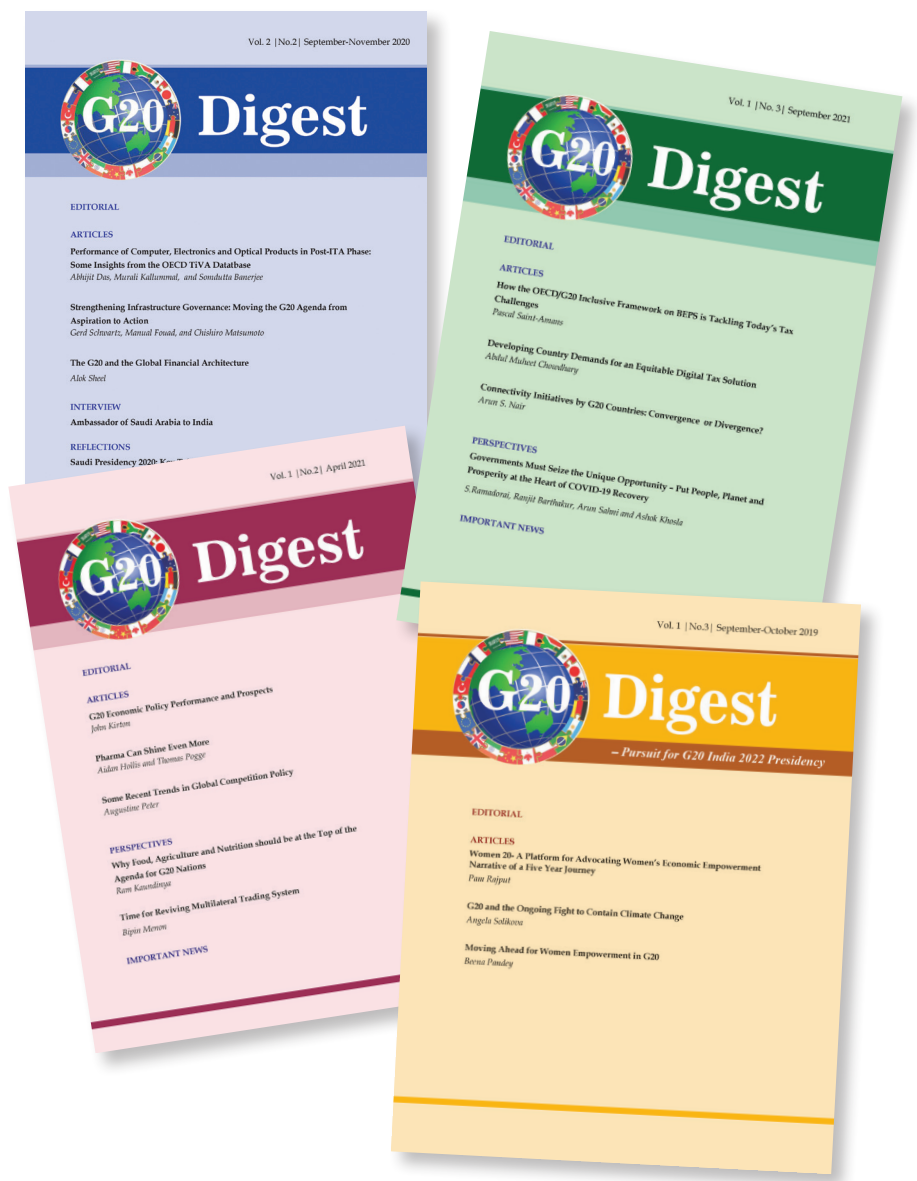 Vol. 2 |No.2| September-November 2020
G20 Digest
EDITORIAL
ARTICLES
Performance of Computer, Electronics and Optical Products in Post-ITA Phase:
Some Insights from the OECD TiVA Datatbase
Abhijit Das, Murali Kallummal, and Somdutta Banerjee
Strengthening Infrastructure Governance: Moving the G20 Agenda from
Aspiration to Action
Gerd Schwartz, Manual Fouad, and Chishiro Matsumoto
The G20 and the Global Financial Architecture
Alok Sheel
INTERVIEW
Ambassador of Saudi Arabia to India
REFLECTIONS
Saudi Presidency 2020:
Vol. 1 |No. 3| September 2021
G20 Digest
EDITORIAL
ARTICLES
How the OECD/G20 Inclusive Framework on BEPS is Tackling Today's Tax
Challenges
Pascal Saint-Amans
Developing Country Demands for an Equitable Digital Tax Solution
Abdul Muheet Chowdhary
Connectivity Initiatives by G20 Countries: Convergence or Divergence?
Arun S. Nair
PERSPECTIVES
Governments Must Seize the Unique Opportunity – Put People, Planet and
Prosperity at the Heart of COVID-19 Recovery
S.Ramadorai, Ranjit Barthakur, Arun Sahni and Ashok Khosla
IMPORTANT NEWS
Vol. 1 |No.2| April 2021
G20 Digest
EDITORIAL
ARTICLES
G20 Economic Policy Performance and Prospects
John Kirton
Pharma Can Shine Even More
Aidan Hollis and Thomas Pogge
Some Recent Trends in Global Competition Policy
Augustine Peter
PERSPECTIVES
Why Food, Agriculture and Nutrition should be at the Top of the
Agenda for G20 Nations
Ram Kaundinya
Time for Reviving Multilateral Trading System
Bipin Menon
IMPORTANT NEWS
Vol. 1 |No.3| September-October 2019
G20 Digest
– Pursuit for G20 India 2022 Presidency
EDITORIAL
ARTICLES
Women 20- A Platform for Advocating Women's Economic Empowerment
Narrative of a Five Year Journey
Pam Rajput
G20 and the Ongoing Fight to Contain Climate Change
Angela Solikova
Moving Ahead for Women Empowerment in G20
Beena Pandey